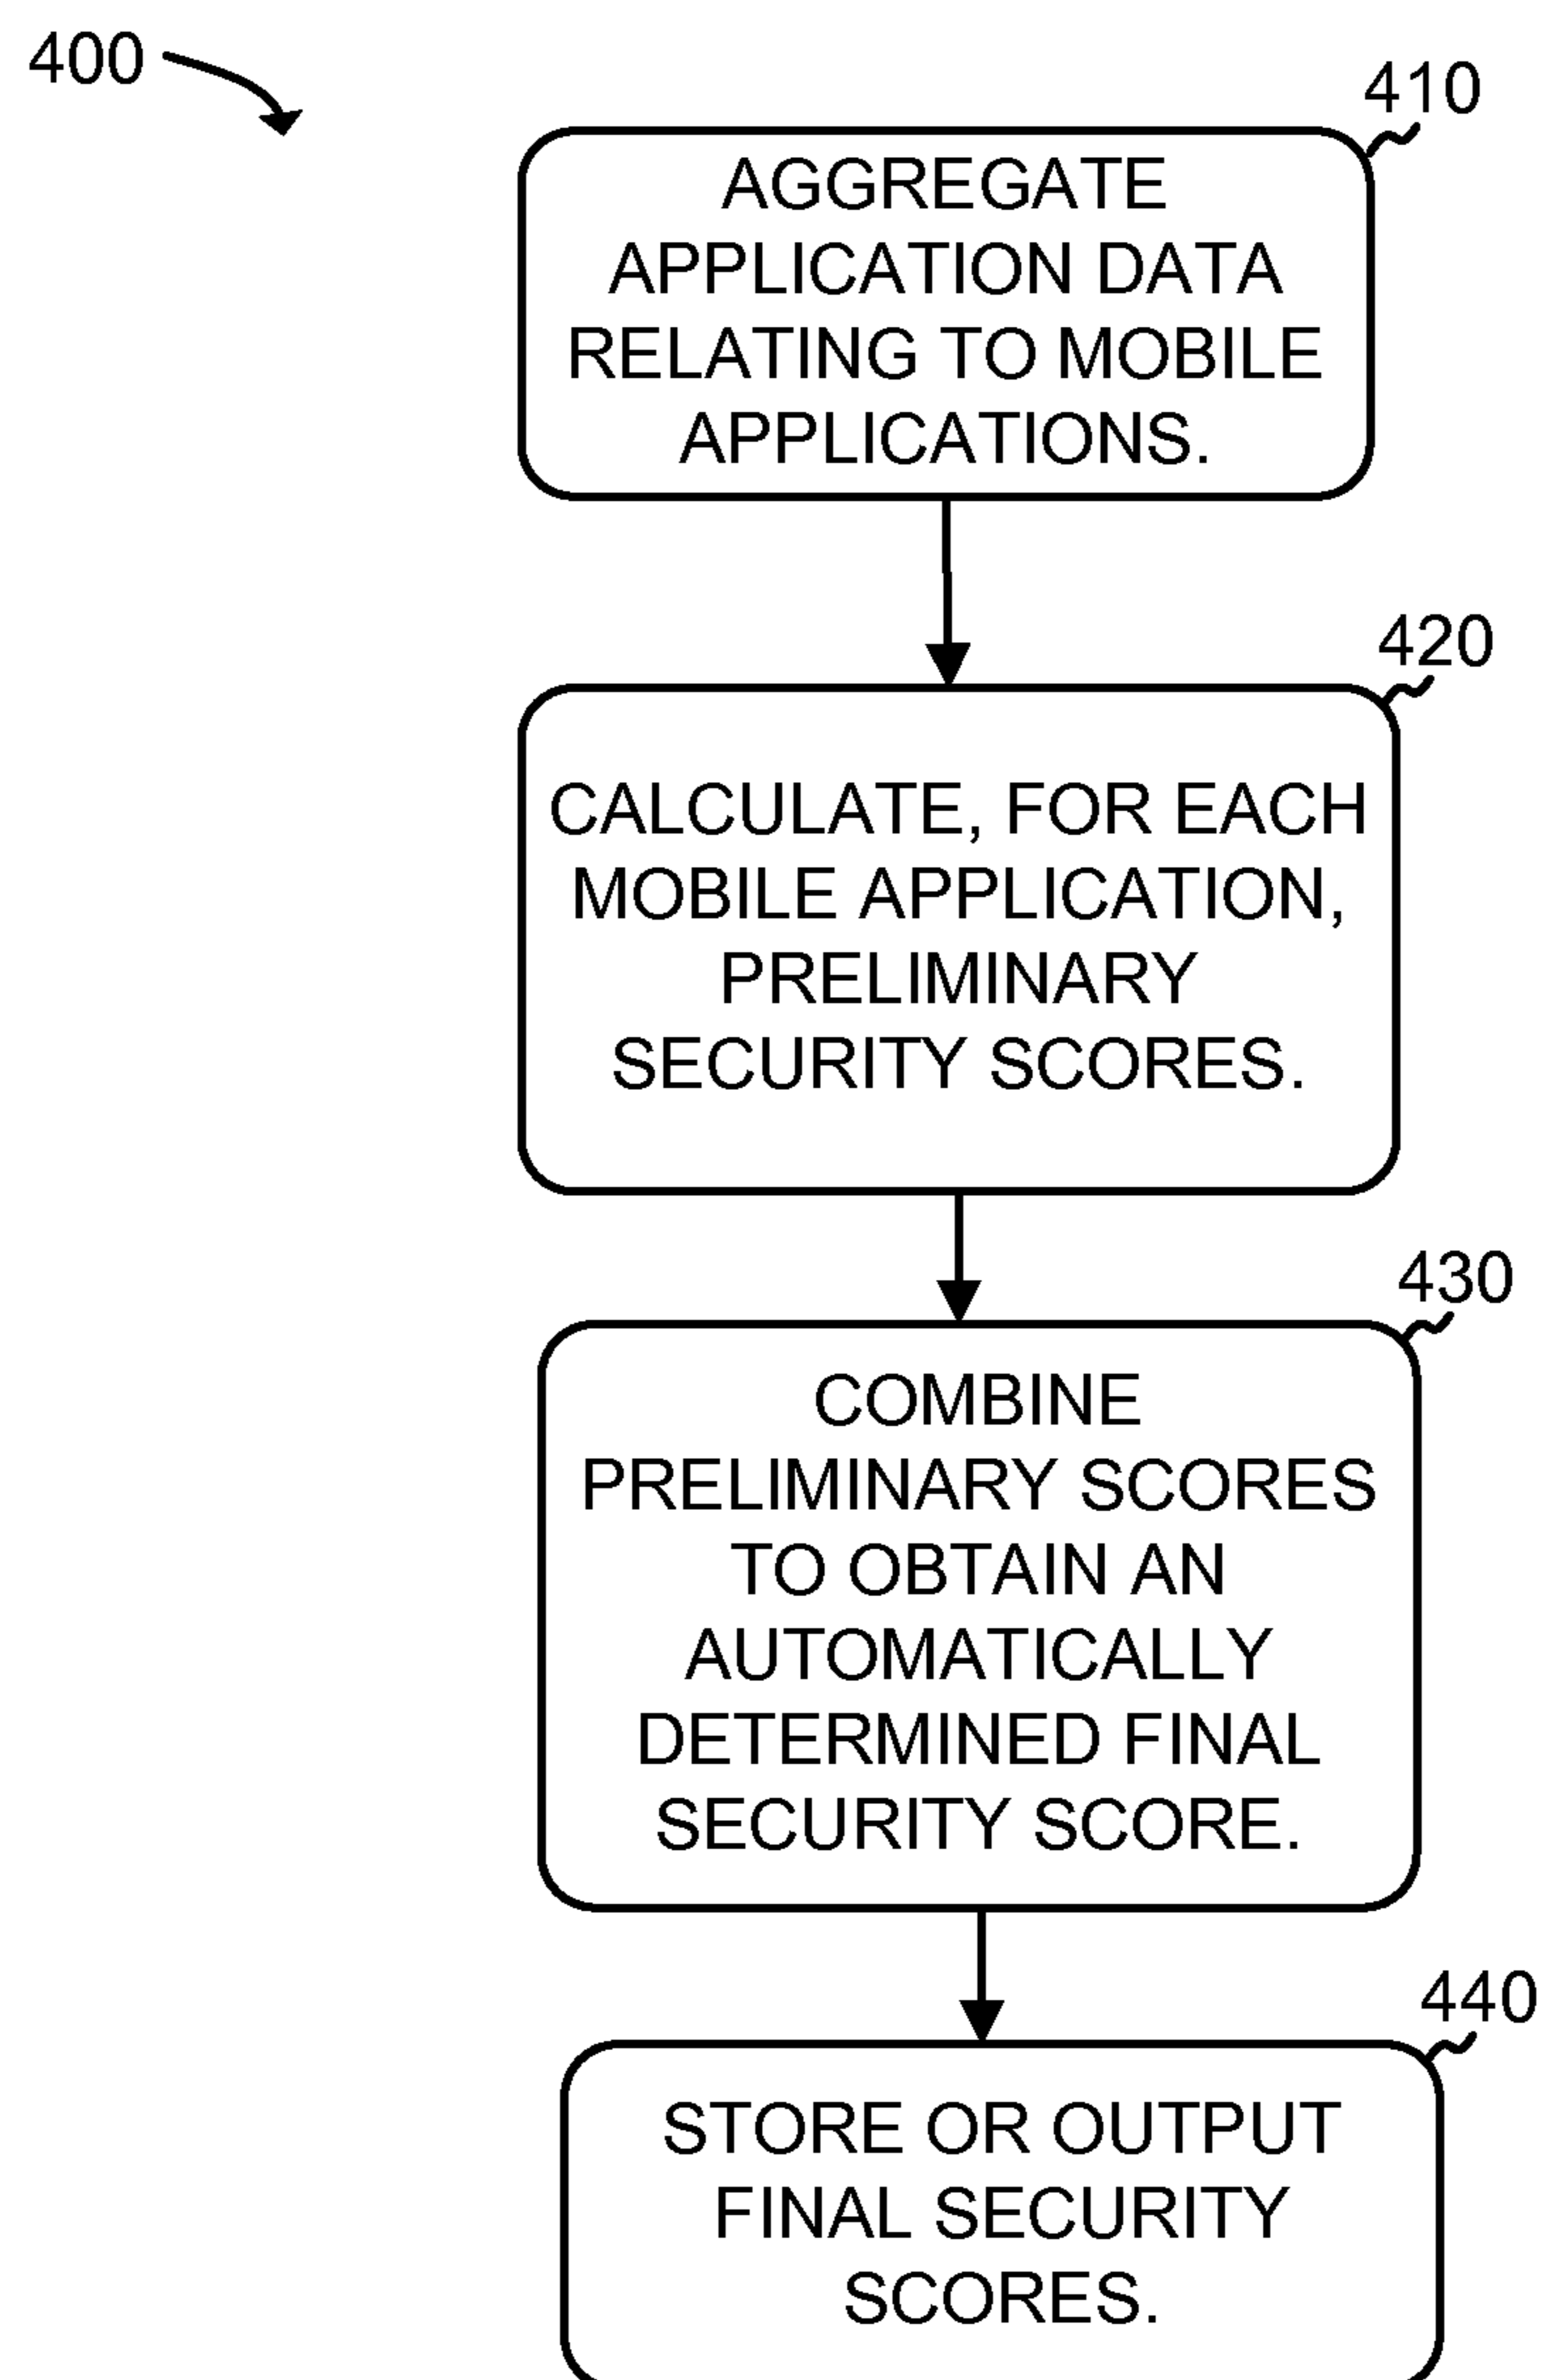 400
410
AGGREGATE
APPLICATION DATA
RELATING TO MOBILE
APPLICATIONS.
420
CALCULATE, FOR EACH
MOBILE APPLICATION,
PRELIMINARY
SECURITY SCORES.
430
COMBINE
PRELIMINARY SCORES
TO OBTAIN AN
AUTOMATICALLY
DETERMINED FINAL
SECURITY SCORE.
440
STORE OR OUTPUT
FINAL SECURITY
SCORES.